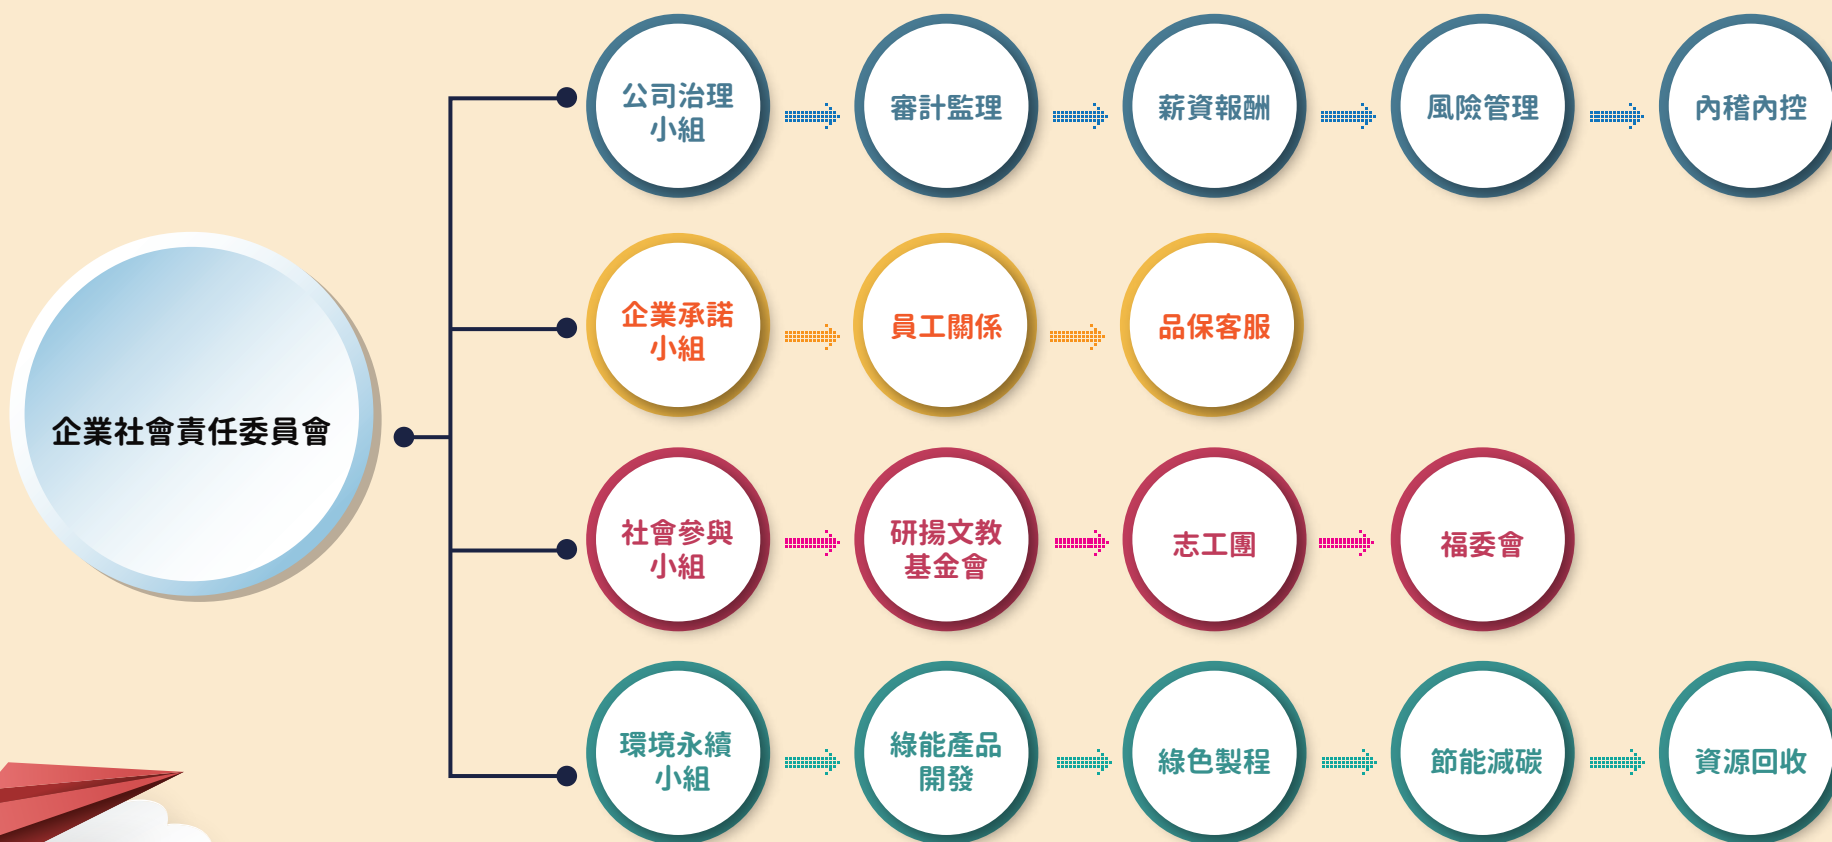 企業社會責任委員會
公司治理
小組
審計監理
薪資報酬
風險管理
內稽內控
企業承諾
小組
員工關係
品保客服
社會參與
小組
研揚文教
基金會
志工團
福委會
環境永續
小組
綠能產品
開發
綠色製程
節能減碳
資源回收